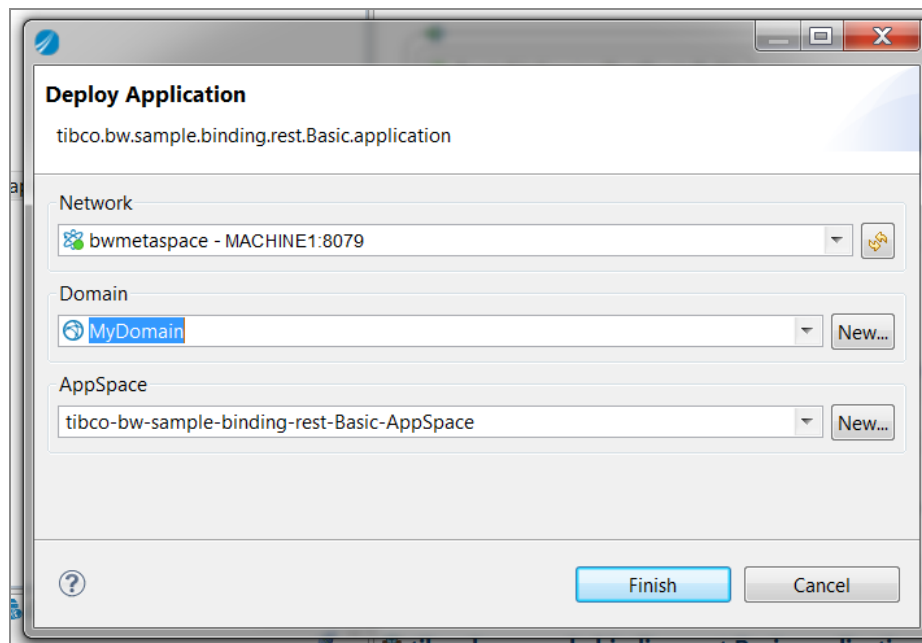 Deploy Application
tibco.bw.sample.binding.rest.Basic.application
Network
bwmetaspace - MACHINE1:8079
Domain
MyDomain
New...
AppSpace
tibco-bw-sample-binding-rest-Basic-AppSpace
New...
Finish
Cancel